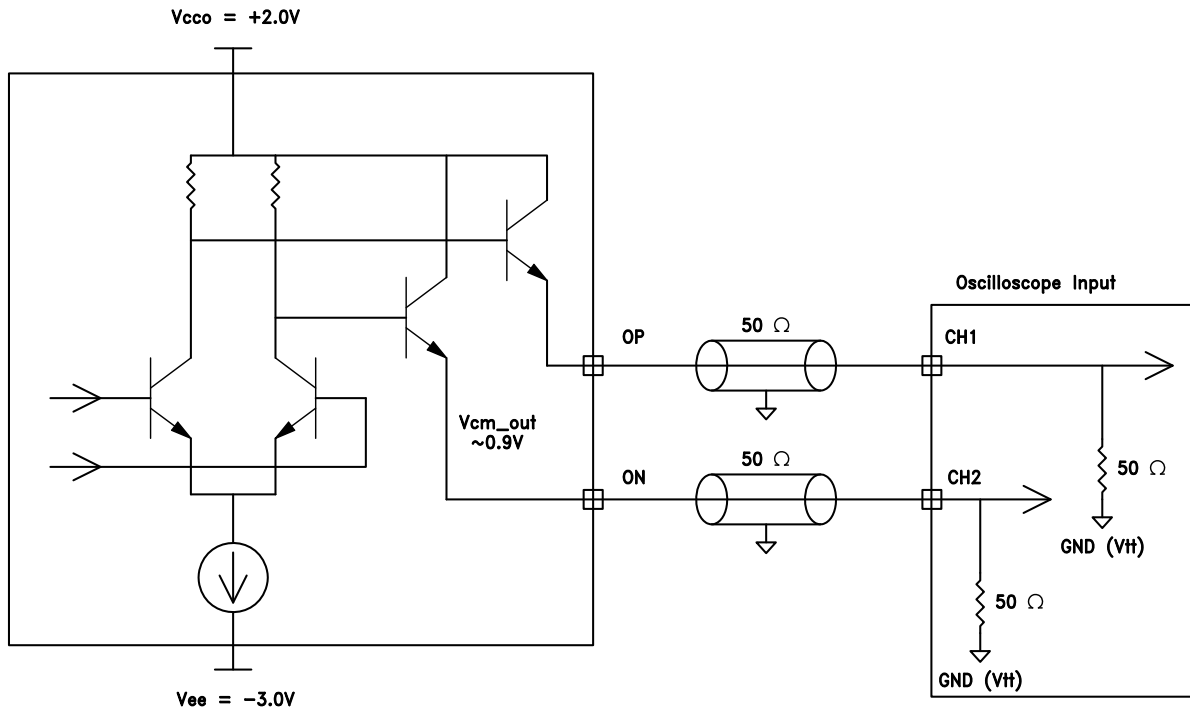 Vcco = +2.0V
Oscilloscope Input
OP
50 Ω
CH1
Vcm_out
~0.9V
50 Ω
50 Ω
ON
CH2
GND (Vtt)
50 Ω
GND (Vtt)
Vee = -3.0V